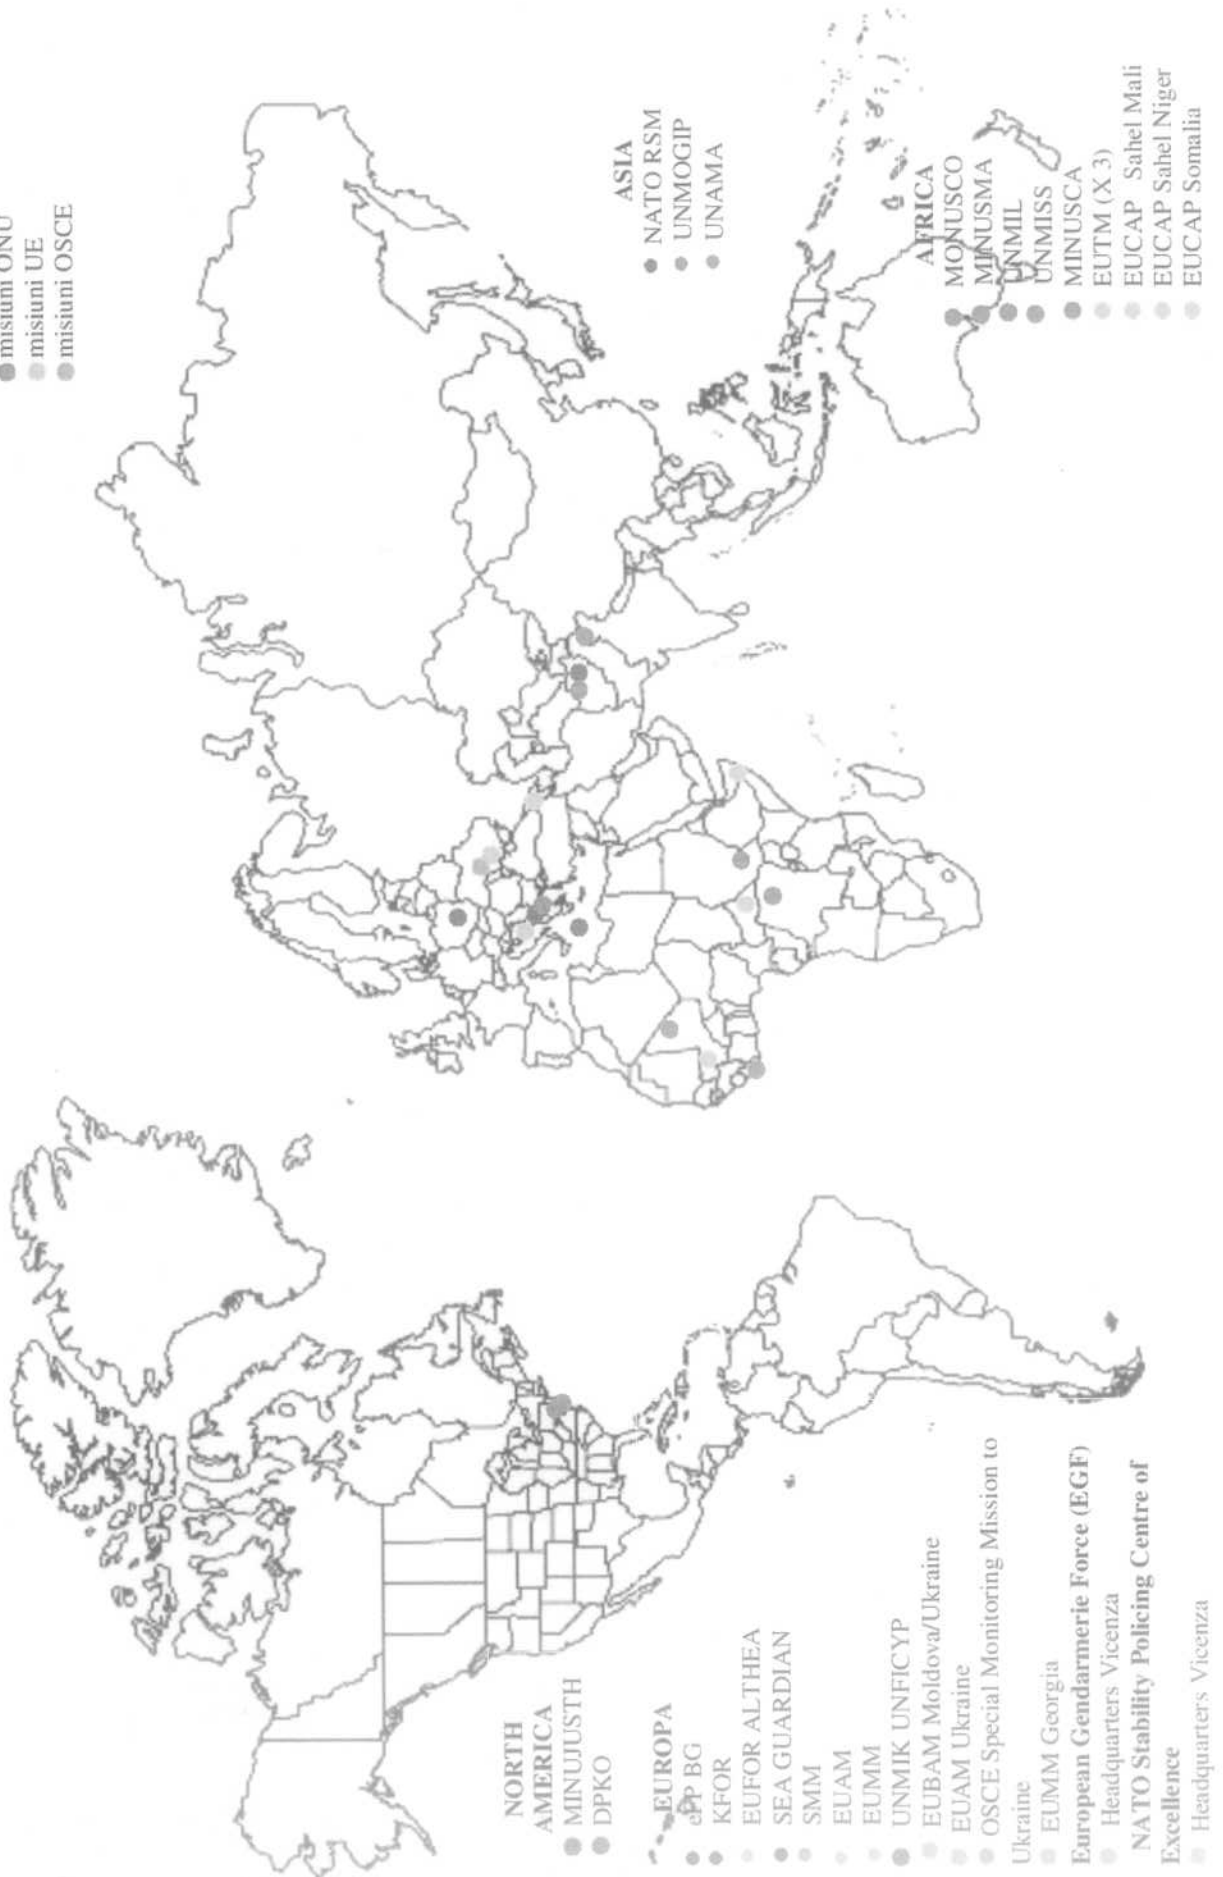 misiuni ONU
misiuni UE
misiuni OSCE
NORTH
AMERICA
MINUJUSTH
DPKO
EUROPA
eFP BG
KFOR
EUFOR ALTHEA
SEA GUARDIAN
SMM
EUAM
EUMM
UNMIK UNFICYP
EUBAM Moldova/Ukraine
EUAM Ukraine
OSCE Special Monitoring Mission to
Ukraine
EUMM Georgia
European Gendarmerie Force (EGF)
Headquarters Vicenza
NATO Stability Policing Centre of
Excellence
Headquarters Vicenza
ASIA
NATO RSM
UNMOGIP
UNAMA
AFRICA
MONUSCO
MINUSMA
UNMIL
UNMISS
MINUSCA
EUTM (X 3)
EUCAP Sahel Mali
EUCAP Sahel Niger
EUCAP Somalia